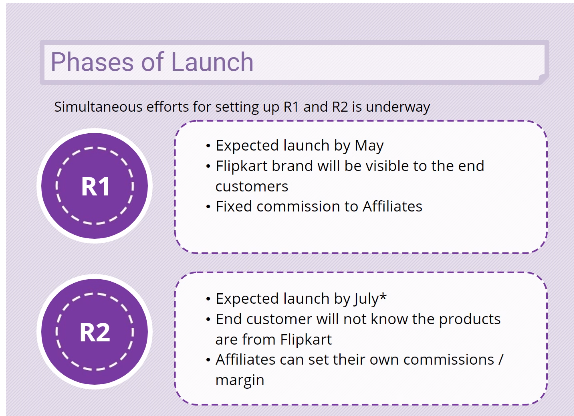 Phases of Launch
Simultaneous efforts for setting up R1 and R2 is underway
R1
• Expected launch by May
• Flipkart brand will be visible to the end
customers
• Fixed commission to Affiliates
R2
• Expected launch by July*
• End customer will not know the products
are from Flipkart
• Affiliates can set their own commissions /
margin